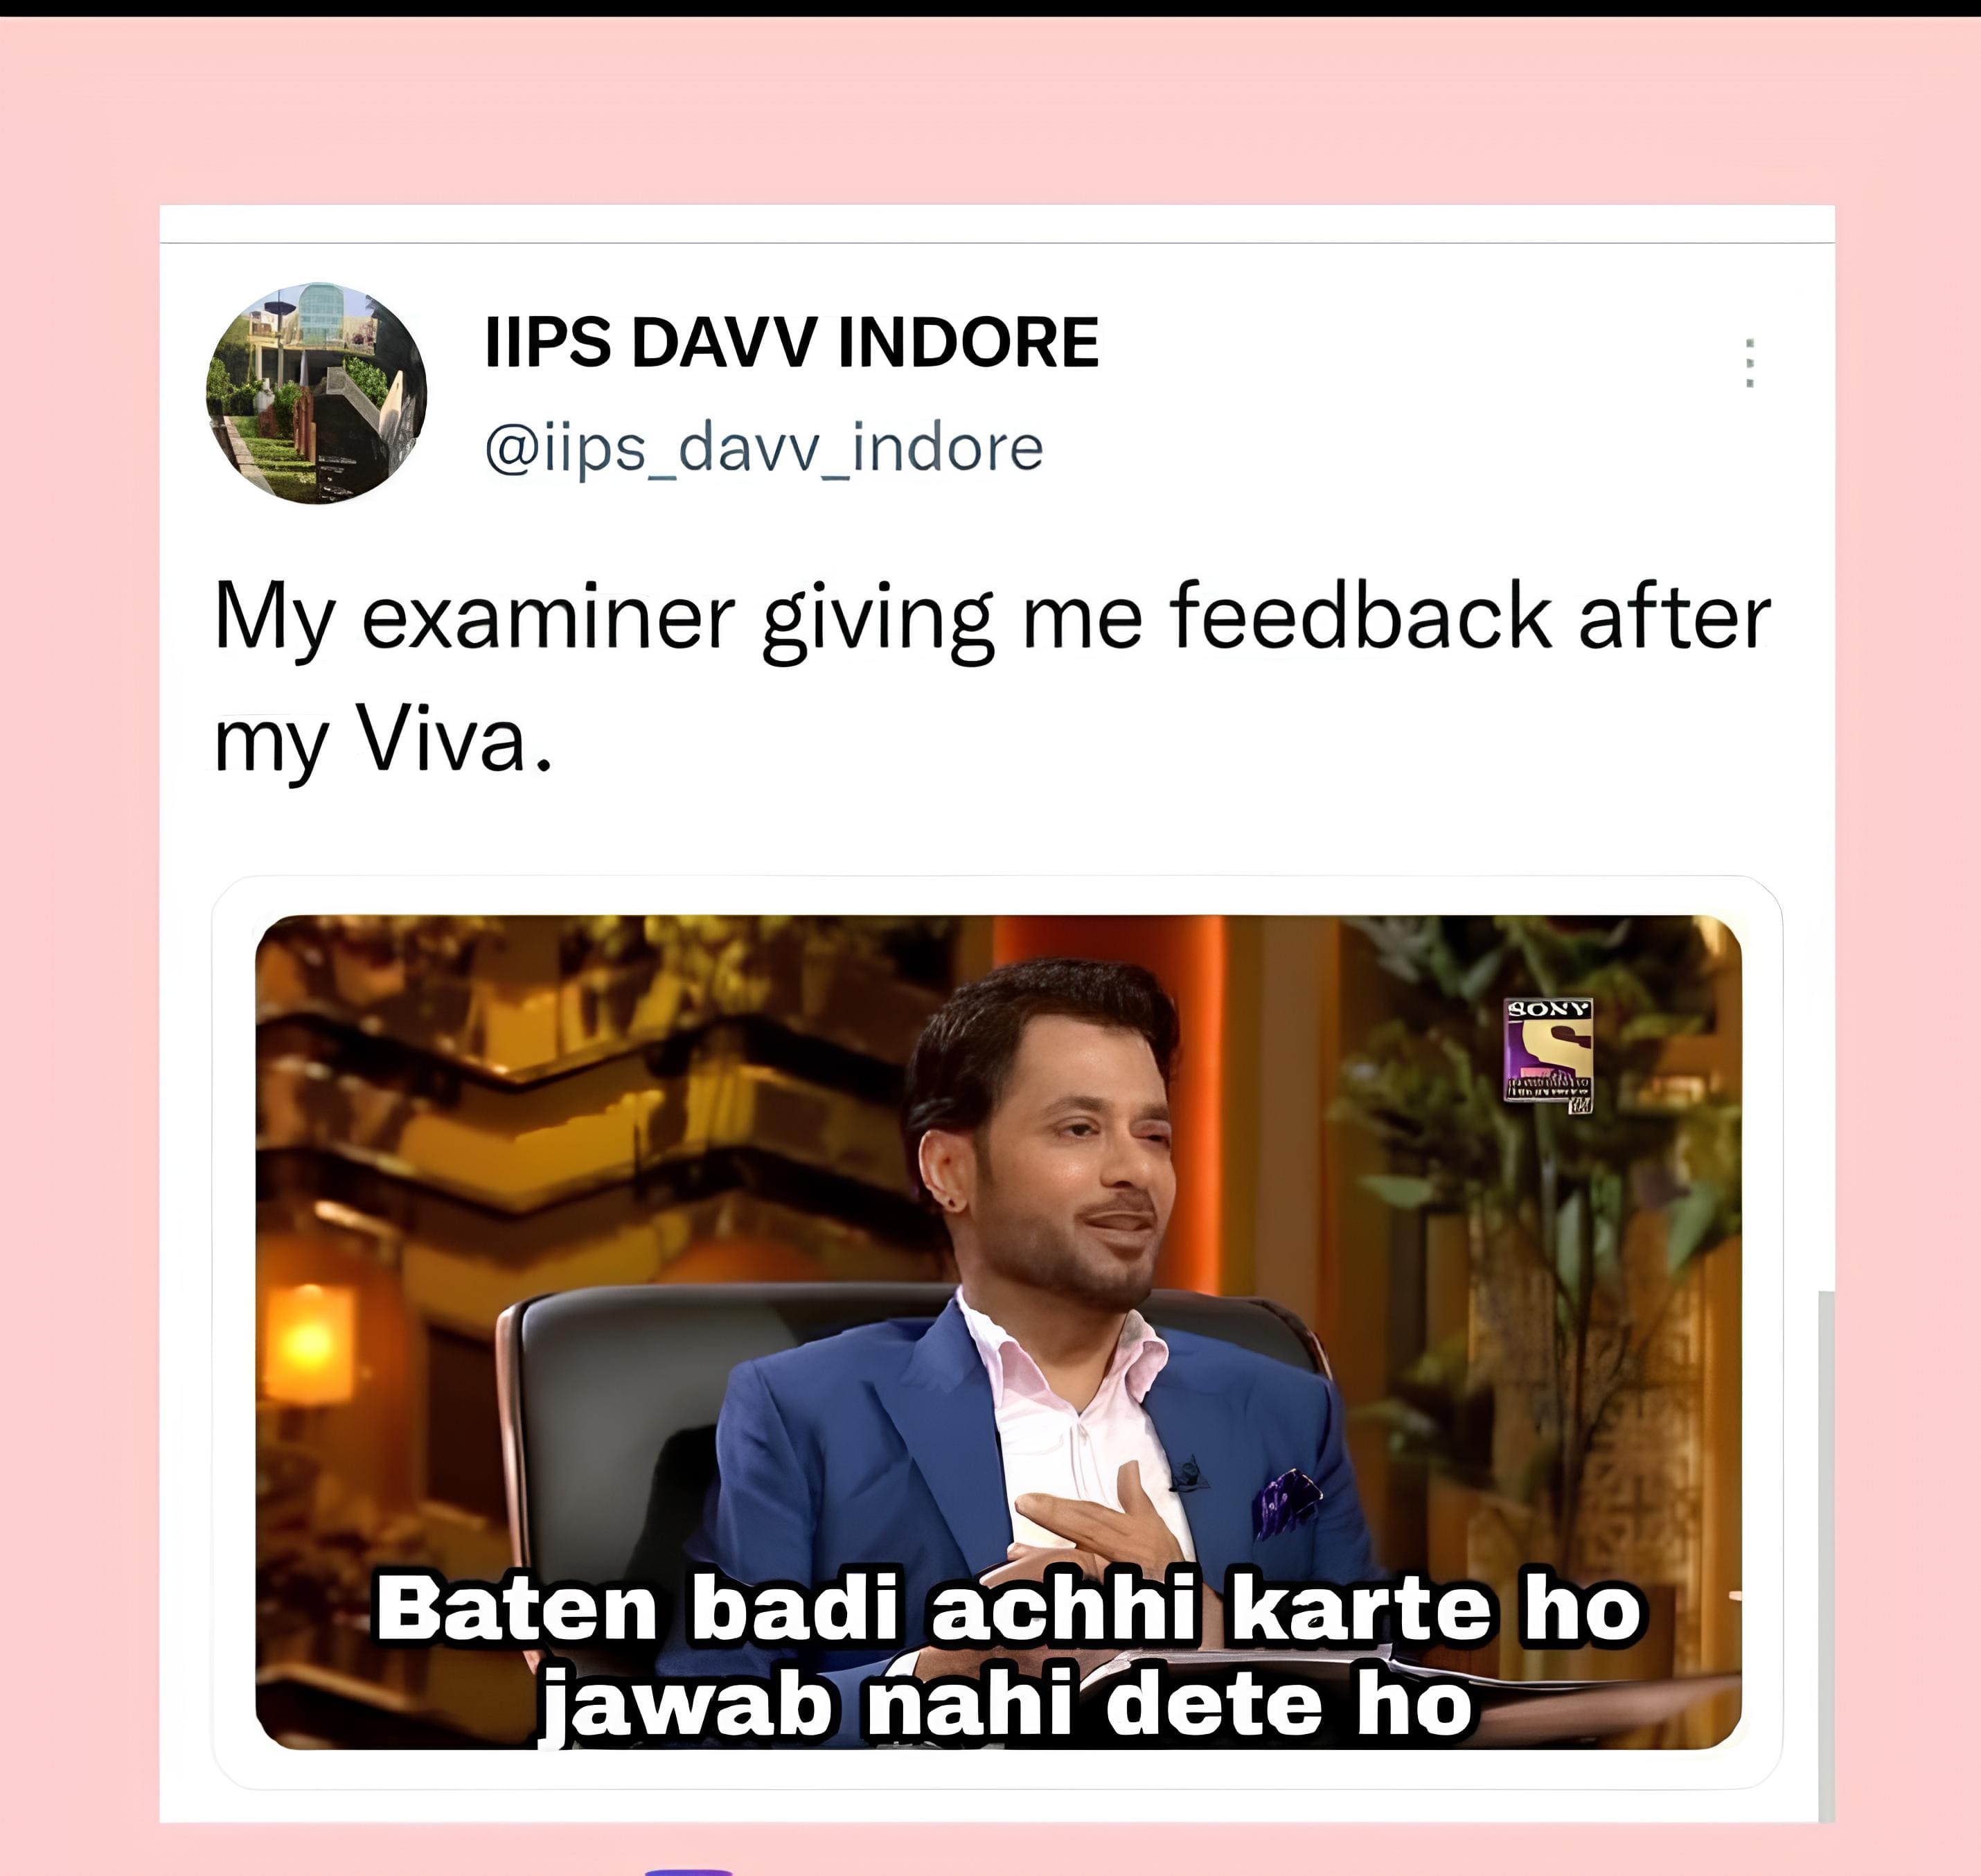 IIPS DAVV INDORE
@iips_davv_indore
My examiner giving me feedback after
my Viva.
SONY
Baten badi achhi karte ho
jawab nahi dete ho